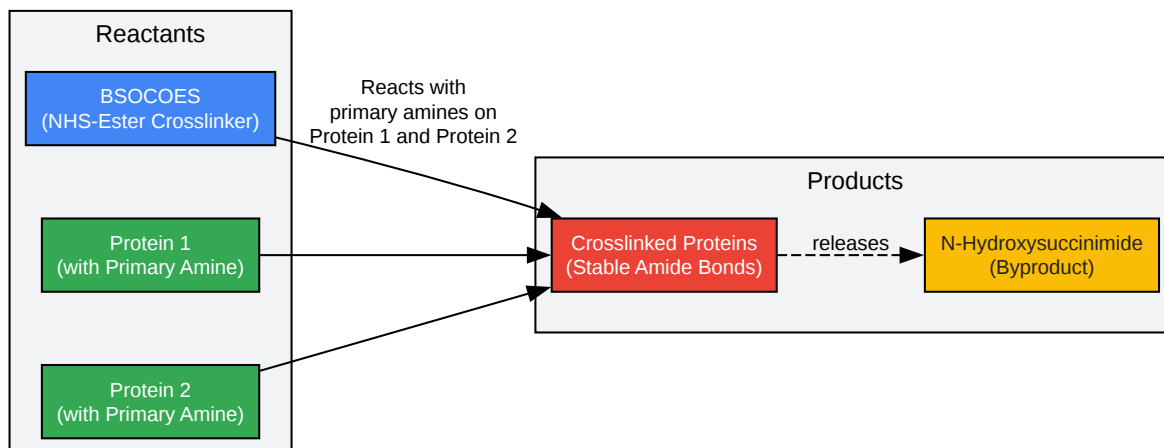 Reactants
BSOCOES
(NHS-Ester Crosslinker)
Reacts with
primary amines on
Protein 1 and Protein 2
Protein 1
(with Primary Amine)
Protein 2
(with Primary Amine)
Products
Crosslinked Proteins
(Stable Amide Bonds)
releases
N-Hydroxysuccinimide
(Byproduct)